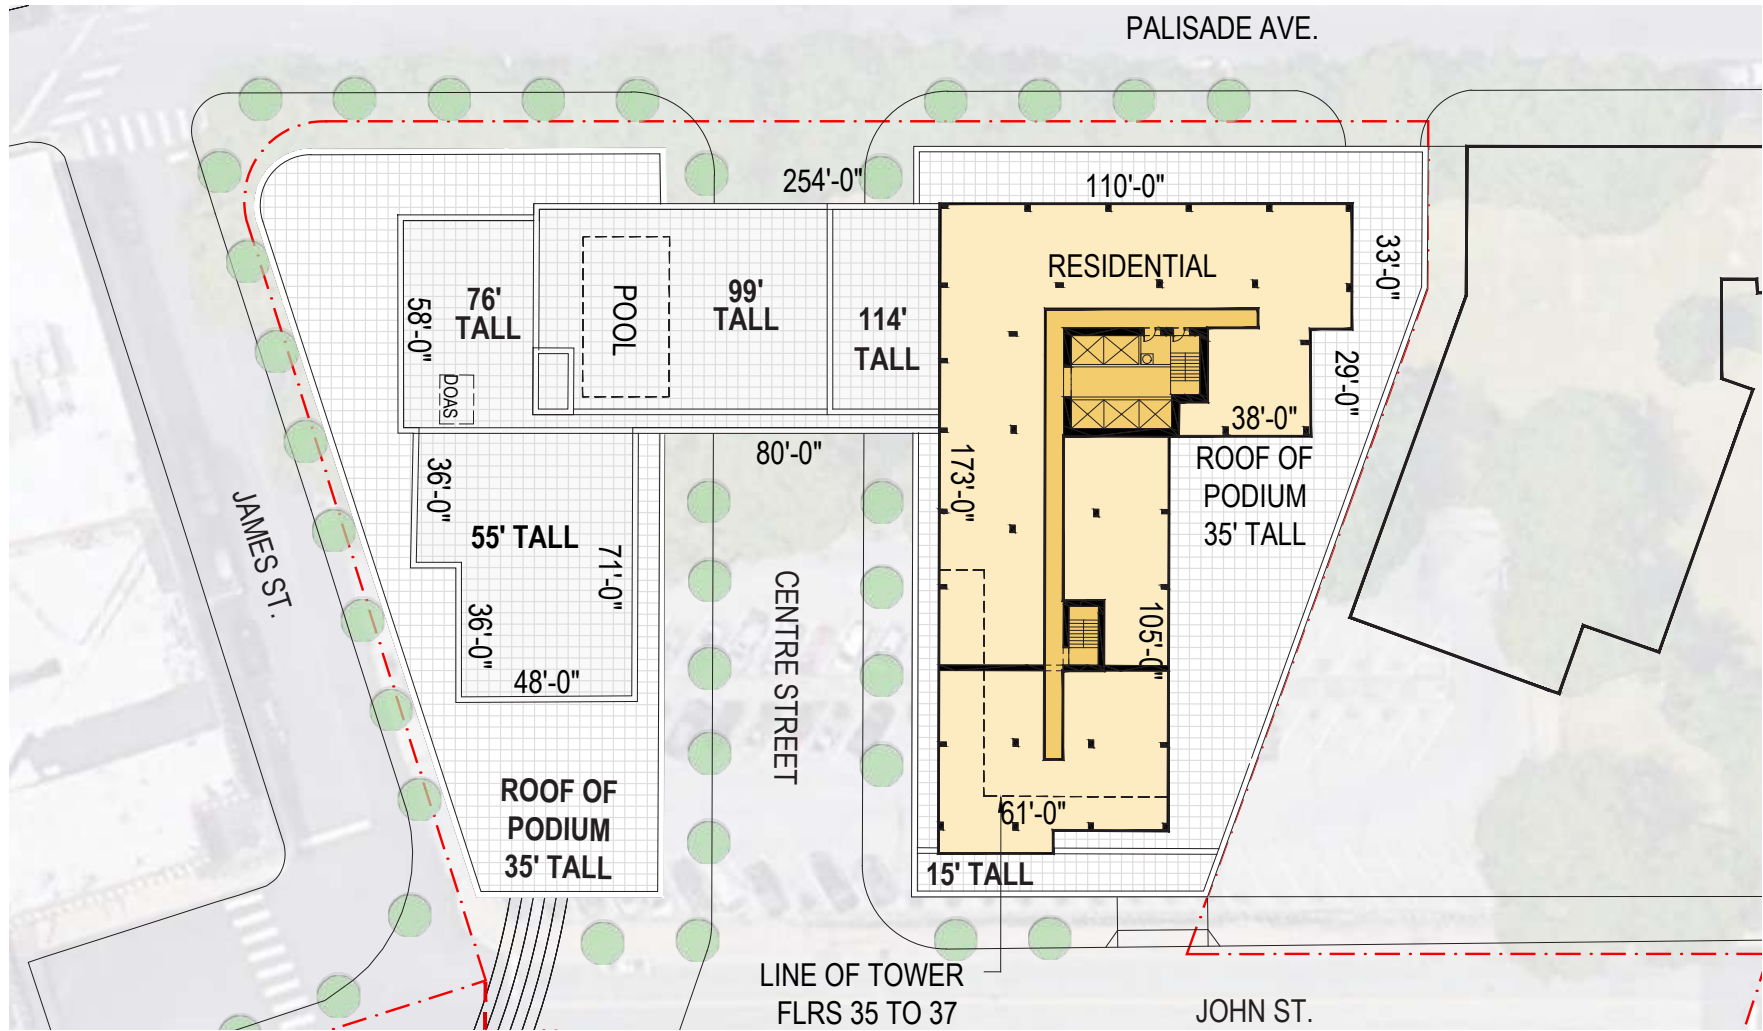 PALISADE AVE.
254'-0"
110'-0"
RESIDENTIAL
33'-0"
58'-0"
76'
TALL
POOL
99'
TALL
114'
TALL
29'-0"
DOAS
38'-0"
80'-0"
36'-0"
173'-0"
ROOF OF
PODIUM
35' TALL
JAMES ST.
55' TALL
71'-0"
36'-0"
48'-0"
CENTRE STREET
105'-0"
ROOF OF
PODIUM
35' TALL
61'-0"
15' TALL
LINE OF TOWER
FLRS 35 TO 37
JOHN ST.